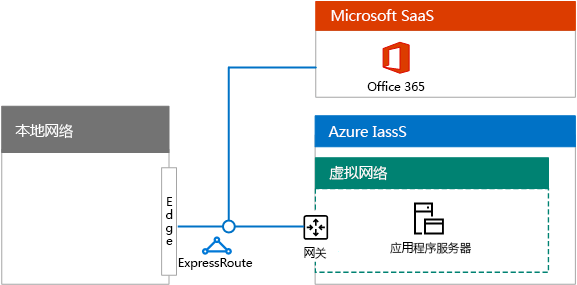 Microsoft SaaS
Office 365
本地网络
Edge
ExpressRoute
Azure IassS
虚拟网络
网关
应用程序服务器